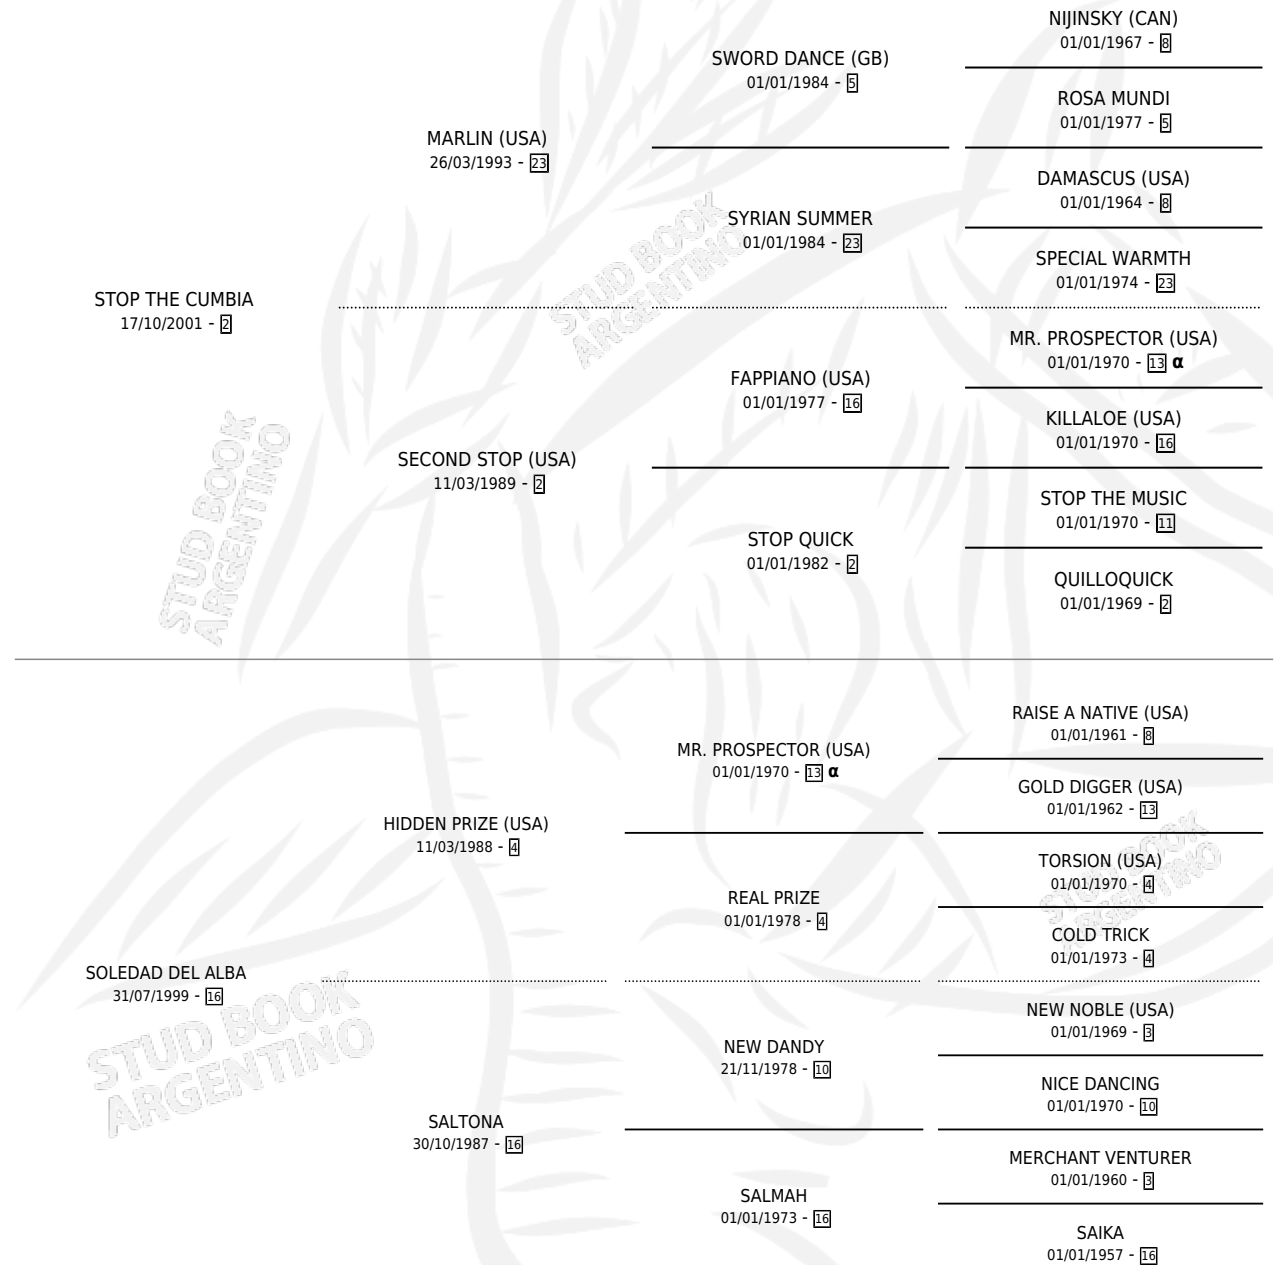 NIJINSKY (CAN)
01/01/1967 - 8
SWORD DANCE (GB)
01/01/1984 - 5
ROSA MUNDI
01/01/1977 - 5
MARLIN (USA)
26/03/1993 - 23
DAMASCUS (USA)
01/01/1964 - 8
SYRIAN SUMMER
01/01/1984 - 23
SPECIAL WARMTH
01/01/1974 - 23
STOP THE CUMBIA
17/10/2001 - 2
MR. PROSPECTOR (USA)
01/01/1970 - 13 α
FAPPIANO (USA)
01/01/1977 - 16
KILLALOE (USA)
01/01/1970 - 16
SECOND STOP (USA)
11/03/1989 - 2
STOP THE MUSIC
01/01/1970 - 11
STOP QUICK
01/01/1982 - 2
QUILLOQUICK
01/01/1969 - 2
RAISE A NATIVE (USA)
01/01/1961 - 8
MR. PROSPECTOR (USA)
01/01/1970 - 13 α
GOLD DIGGER (USA)
01/01/1962 - 13
HIDDEN PRIZE (USA)
11/03/1988 - 4
TORSION (USA)
01/01/1970 - 4
REAL PRIZE
01/01/1978 - 4
COLD TRICK
01/01/1973 - 4
SOLEDAD DEL ALBA
31/07/1999 - 16
NEW NOBLE (USA)
01/01/1969 - 3
NEW DANDY
21/11/1978 - 10
NICE DANCING
01/01/1970 - 10
SALTONA
30/10/1987 - 16
MERCHANT VENTURER
01/01/1960 - 3
SALMAH
01/01/1973 - 16
SAIKA
01/01/1957 - 16
STUD BOOK
ARGENTINO
STUD BOOK
ARGENTINO
STUD BOOK
ARGENTINO
STUD BOOK
ARGENTINO